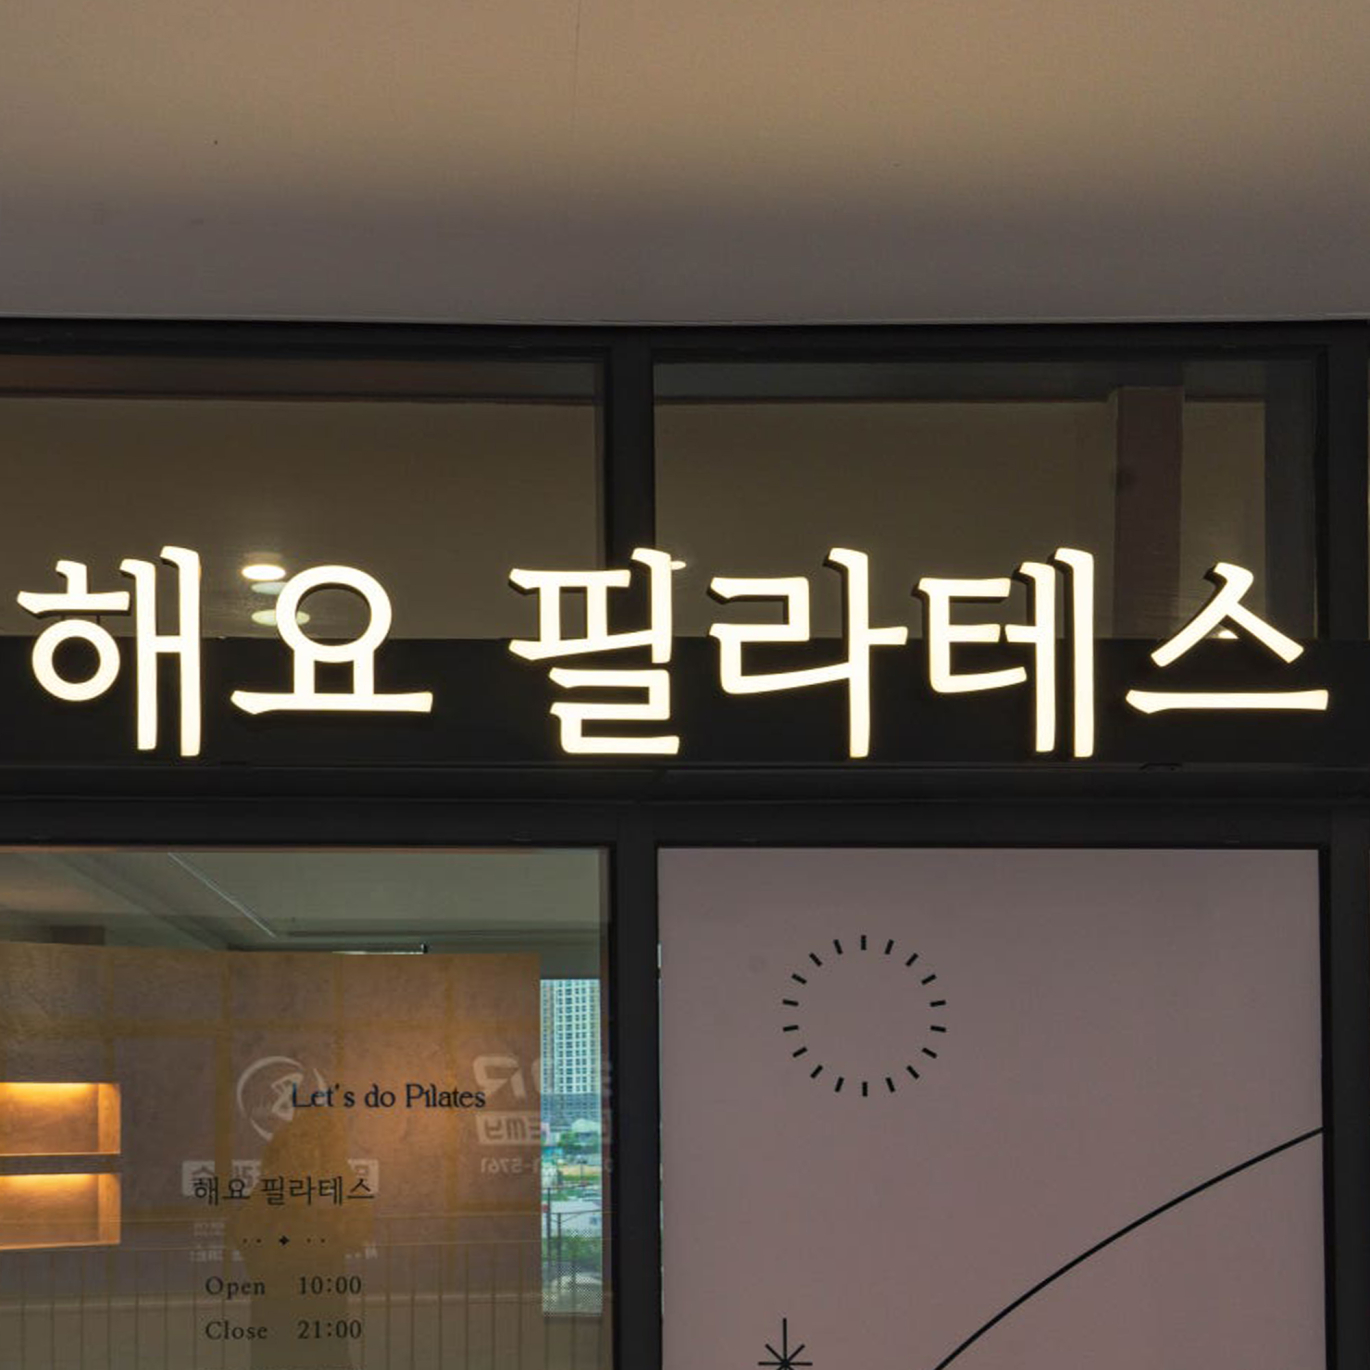 해요 필라테스
Let's do Pilates
해요 필라테스
Open 10:00
Close 21:00